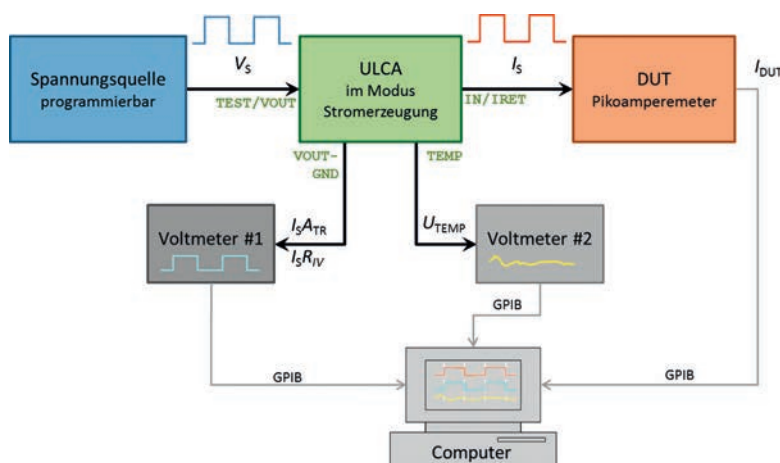 Spannungsquelle
programmierbar
V_S
TEST/VOUT
ULCA
im Modus
Stromerzeugung
I_S
IN/IRET
DUT
Pikoamperemeter
I_DUT
VOUT-
GND
TEMP
Voltmeter #1
I_S A_TR
I_S R_IV
U_TEMP
Voltmeter #2
GPIB
GPIB
GPIB
Computer